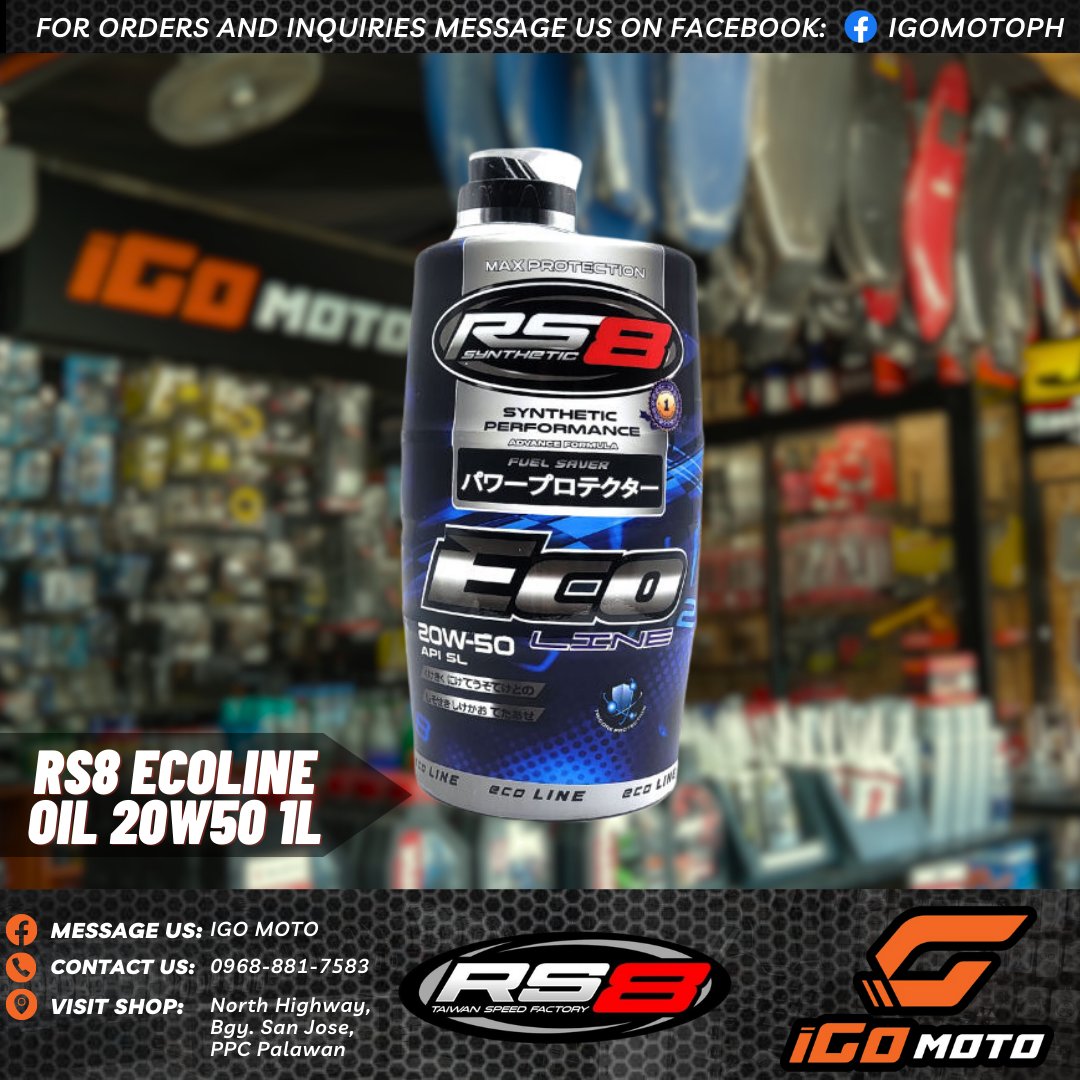 FOR ORDERS AND INQUIRIES MESSAGE US ON FACEBOOK: IGOMOTOPH
iGO MOTO
MAX PROTECTION
RS8
SYNTHETIC
SYNTHETIC
PERFORMANCE
ADVANCE FORMULA
1
FUEL SAVER
パワープロテクター
ECO
LINE
20W-50
API SL
eco LINE eco LINE eco LINE
RS8 ECOLINE
OIL 20W50 1L
MESSAGE US: IGO MOTO
CONTACT US: 0968-881-7583
VISIT SHOP: North Highway,
Bgy. San Jose,
PPC Palawan
RS8
TAIWAN SPEED FACTORY
iGO MOTO